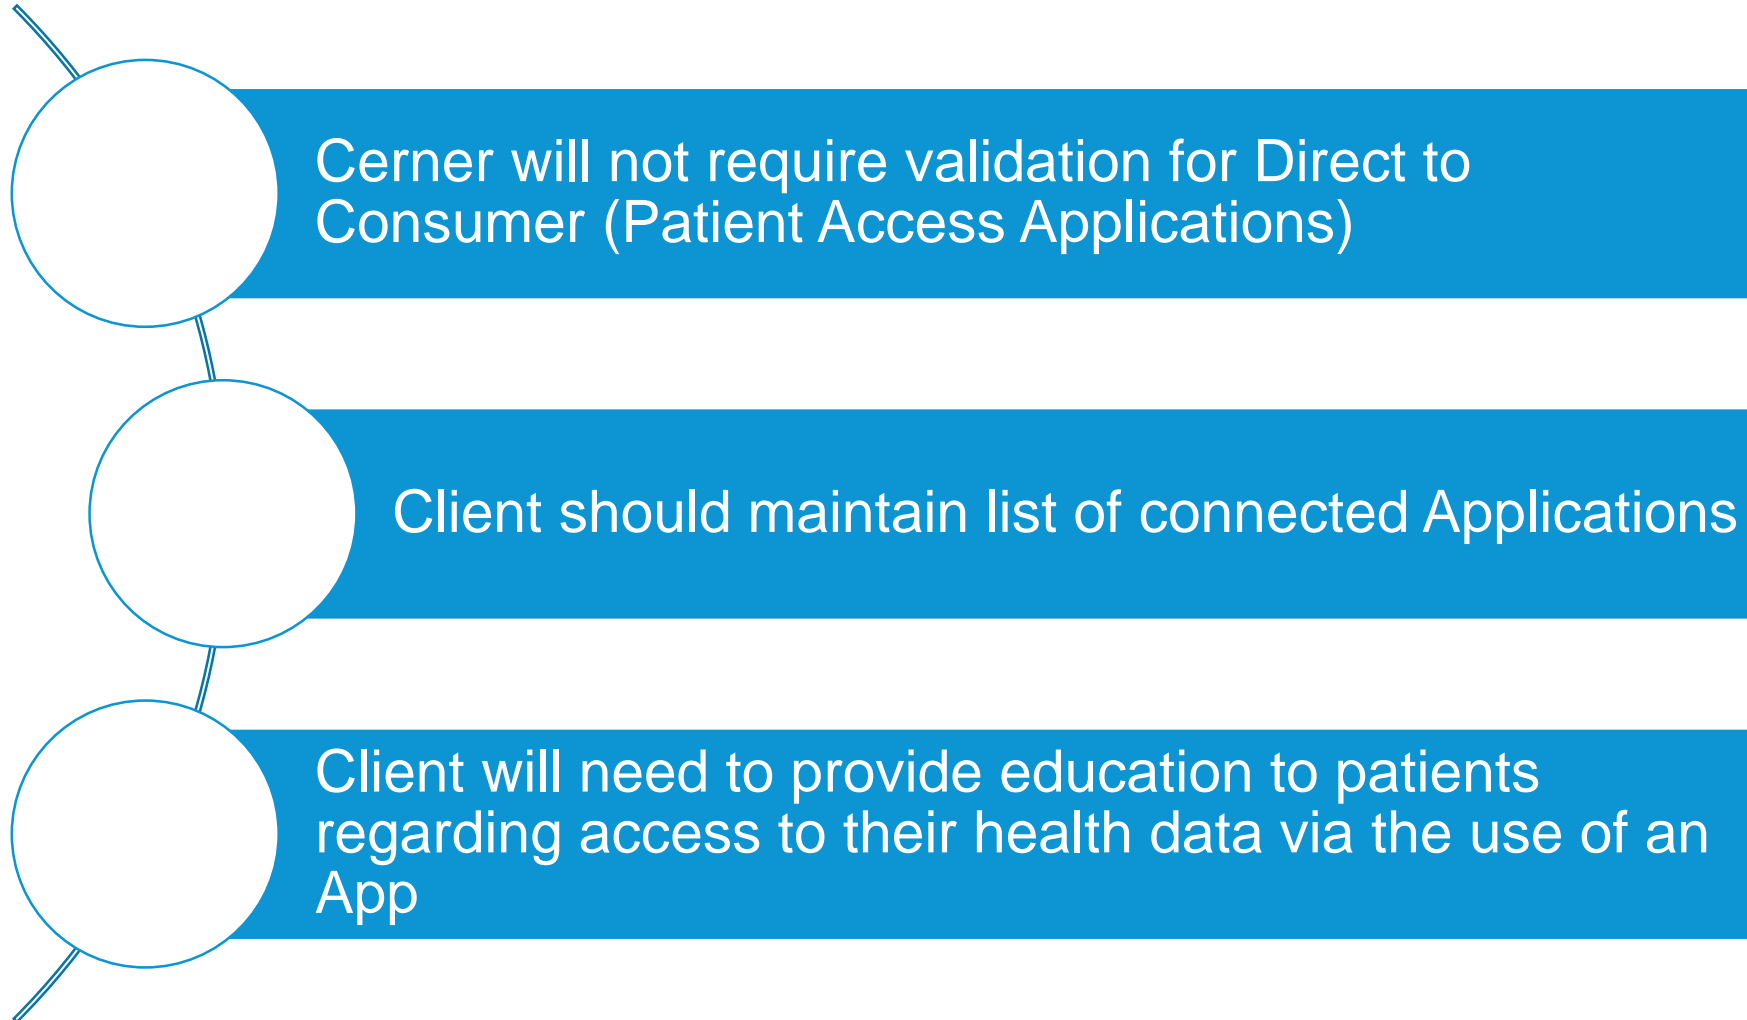 Cerner will not require validation for Direct to
Consumer (Patient Access Applications)
Client should maintain list of connected Applications
Client will need to provide education to patients
regarding access to their health data via the use of an
App